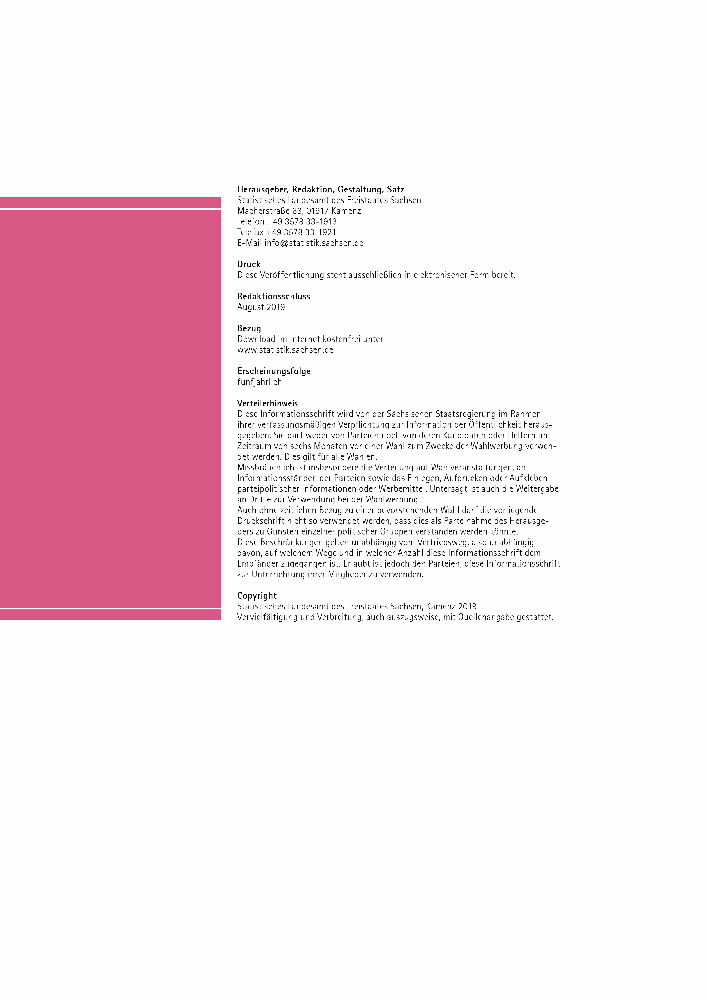 Herausgeber, Redaktion, Gestaltung, Satz
Statistisches Landesamt des Freistaates Sachsen
Macherstraße 63, 01917 Kamenz
Telefon +49 3578 33-1913
Telefax +49 3578 33-1921
E-Mail info@statistik.sachsen.de
Druck
Diese Veröffentlichung steht ausschließlich in elektronischer Form bereit.
Redaktionsschluss
August 2019
Bezug
Download im Internet kostenfrei unter
www.statistik.sachsen.de
Erscheinungsfolge
fünfjährlich
Verteilerhinweis
Diese Informationsschrift wird von der Sächsischen Staatsregierung im Rahmen
ihrer verfassungsmäßigen Verpflichtung zur Information der Öffentlichkeit heraus-
gegeben. Sie darf weder von Parteien noch von deren Kandidaten oder Helfern im
Zeitraum von sechs Monaten vor einer Wahl zum Zwecke der Wahlwerbung verwen-
det werden. Dies gilt für alle Wahlen.
Missbräuchlich ist insbesondere die Verteilung auf Wahlveranstaltungen, an
Informationsständen der Parteien sowie das Einlegen, Aufdrucken oder Aufkleben
parteipolitischer Informationen oder Werbemittel. Untersagt ist auch die Weitergabe
an Dritte zur Verwendung bei der Wahlwerbung.
Auch ohne zeitlichen Bezug zu einer bevorstehenden Wahl darf die vorliegende
Druckschrift nicht so verwendet werden, dass dies als Parteinahme des Herausge-
bers zu Gunsten einzelner politischer Gruppen verstanden werden könnte.
Diese Beschränkungen gelten unabhängig vom Vertriebsweg, also unabhängig
davon, auf welchem Wege und in welcher Anzahl diese Informationsschrift dem
Empfänger zugegangen ist. Erlaubt ist jedoch den Parteien, diese Informationsschrift
zur Unterrichtung ihrer Mitglieder zu verwenden.
Copyright
Statistisches Landesamt des Freistaates Sachsen, Kamenz 2019
Vervielfältigung und Verbreitung, auch auszugsweise, mit Quellenangabe gestattet.